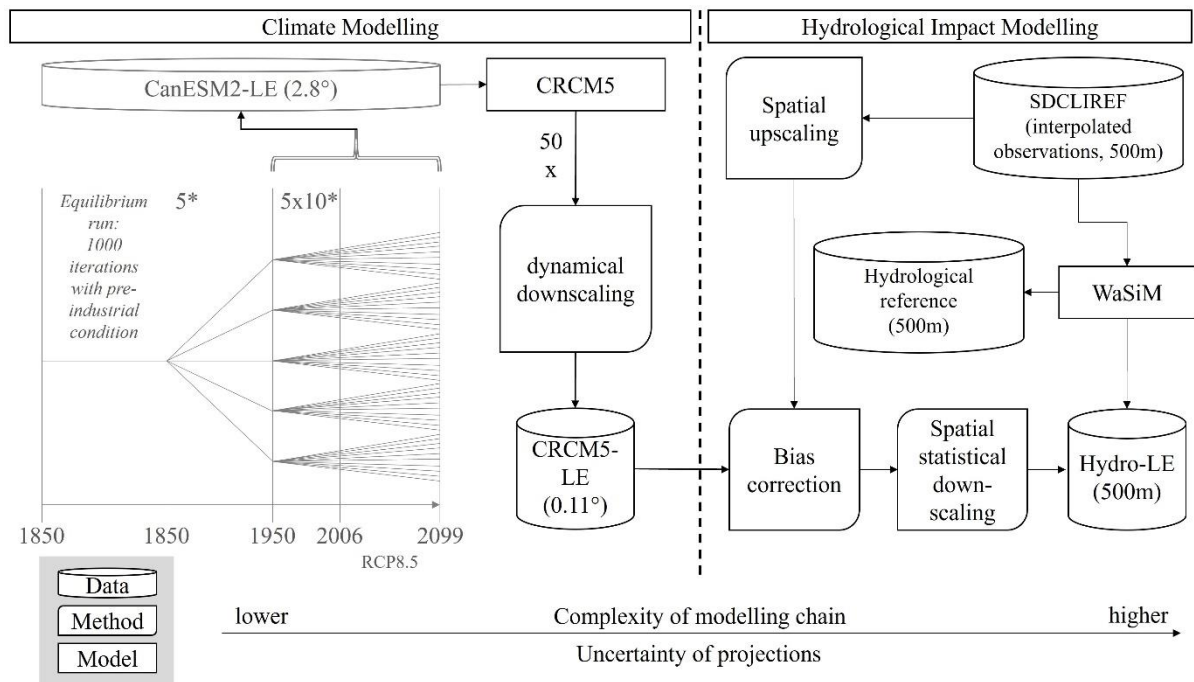 Climate Modelling
Hydrological Impact Modelling
CanESM2-LE (2.8°)
CRCM5
50
x
5*
5x10*
Equilibrium
run:
1000
iterations
with pre-
industrial
condition
dynamical
downscaling
CRCM5-
LE
(0.11°)
1850
1850
1950
2006
2099
RCP8.5
Spatial
upscaling
SDCLIREF
(interpolated
observations, 500m)
Hydrological
reference
(500m)
WaSiM
Bias
correction
Spatial
statistical
down-
scaling
Hydro-LE
(500m)
Data
Method
Model
lower
Complexity of modelling chain
higher
Uncertainty of projections